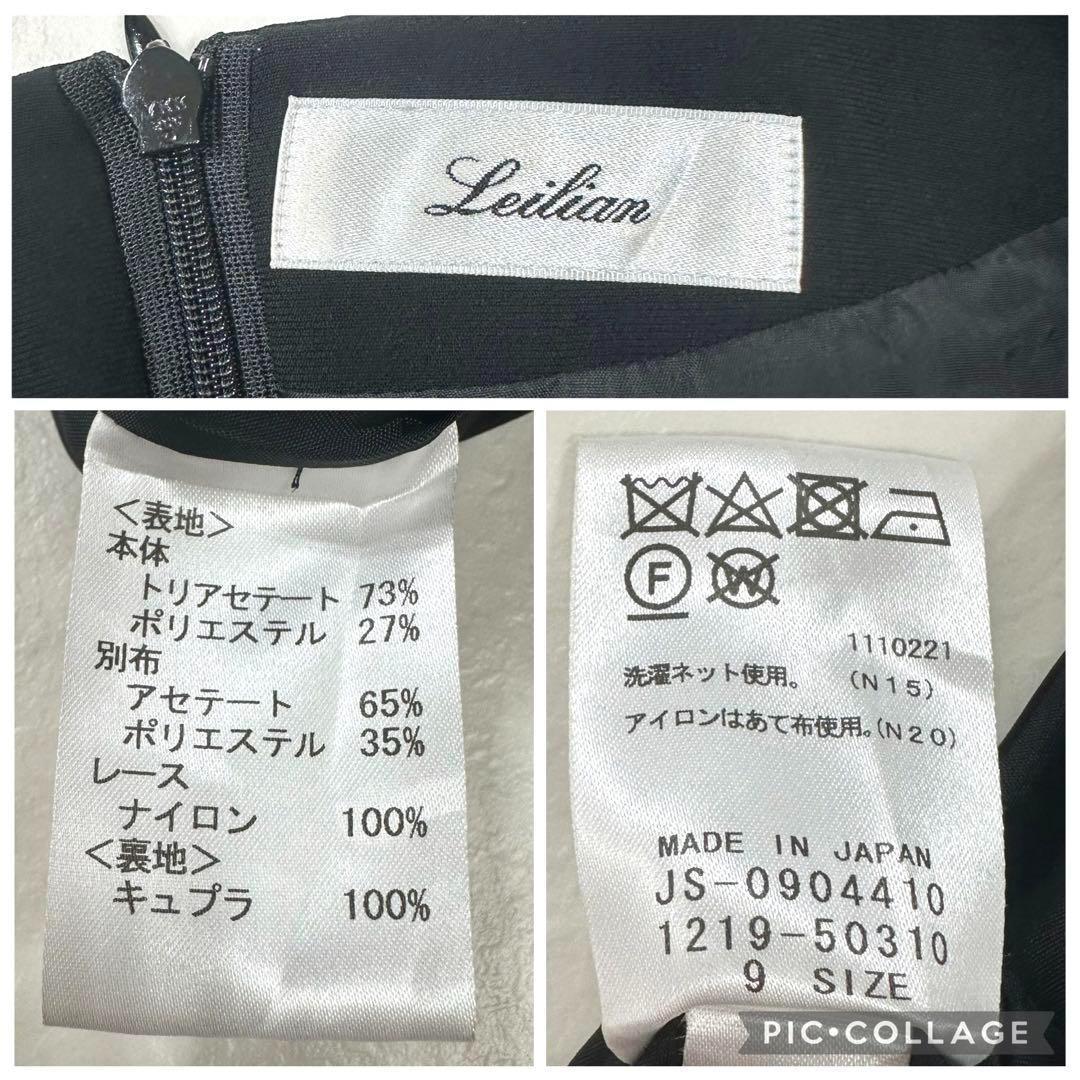 YKK
Leilian
<表地>
本体
トリアセテート 73%
ポリエステル 27%
別布
アセテート 65%
ポリエステル 35%
レース
ナイロン 100%
<裏地>
キュプラ 100%
F W
1110221
洗濯ネット使用。 (N15)
アイロンはあて布使用。(N20)
MADE IN JAPAN
JS-0904410
1219-50310
9 SIZE
PIC•COLLAGE